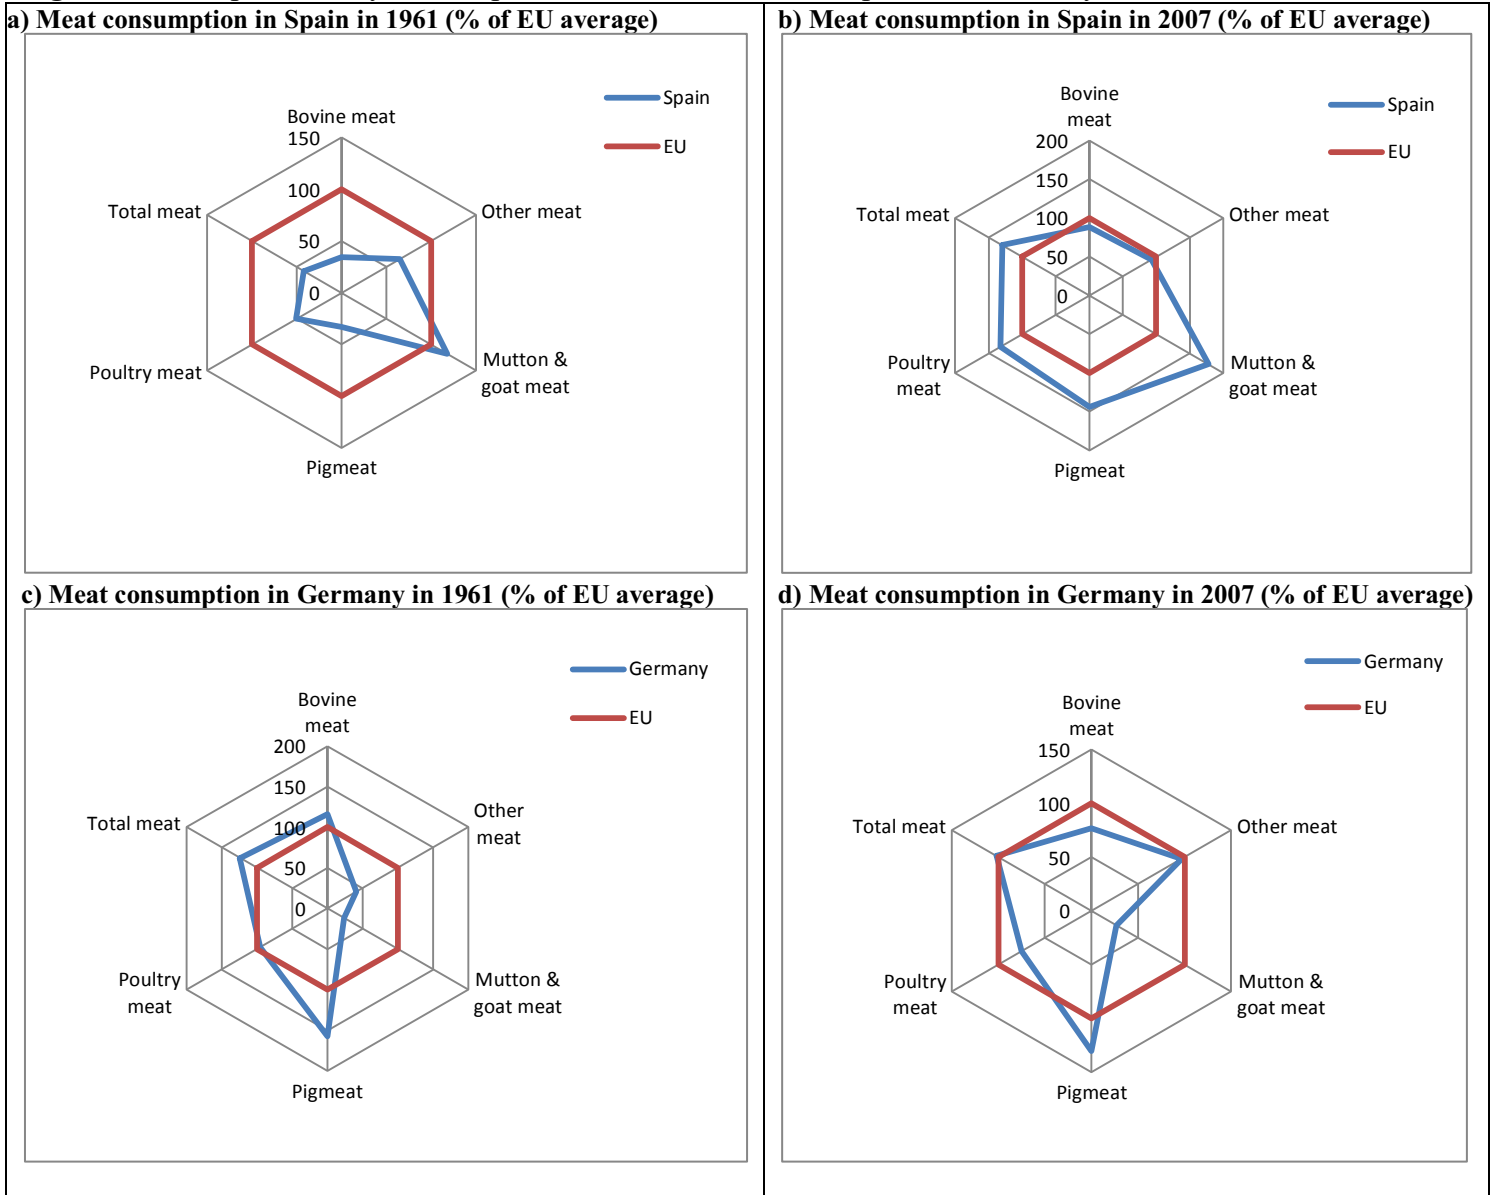 a) Meat consumption in Spain in 1961 (% of EU average)
Spain
EU
Bovine meat
150
100
50
0
Total meat
Other meat
Poultry meat
Mutton &
goat meat
Pigmeat
b) Meat consumption in Spain in 2007 (% of EU average)
Spain
EU
Bovine
meat
200
150
100
50
0
Total meat
Other meat
Poultry
meat
Mutton &
goat meat
Pigmeat
c) Meat consumption in Germany in 1961 (% of EU average)
Germany
EU
Bovine
meat
200
150
100
50
0
Total meat
Other
meat
Poultry
meat
Mutton &
goat meat
Pigmeat
d) Meat consumption in Germany in 2007 (% of EU average)
Germany
EU
Bovine
meat
150
100
50
0
Total meat
Other meat
Poultry
meat
Mutton &
goat meat
Pigmeat